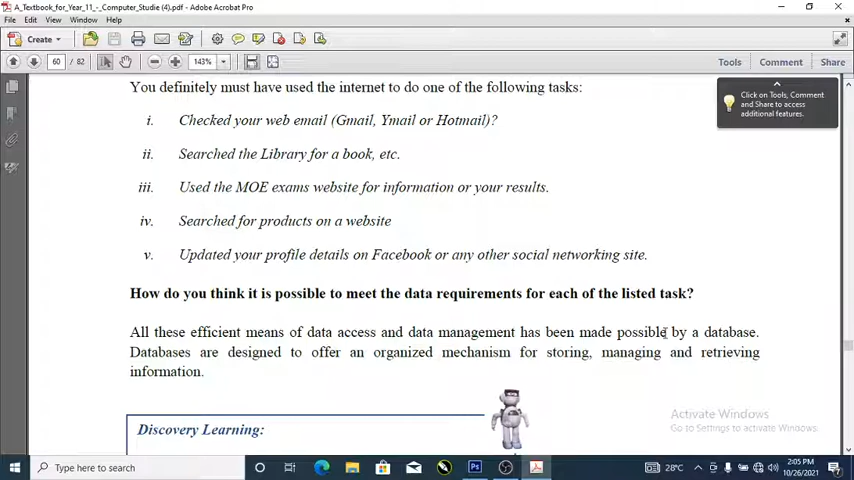 A_Textbook_for_Year_11_-_Computer_Studie (4).pdf - Adobe Acrobat Pro
File Edit View Window Help
Create
60 / 82 143% Tools Comment Share
Click on Tools, Comment
and Share to access
additional features.
You definitely must have used the internet to do one of the following tasks:
i. Checked your web email (Gmail, Ymail or Hotmail)?
ii. Searched the Library for a book, etc.
iii. Used the MOE exams website for information or your results.
iv. Searched for products on a website
v. Updated your profile details on Facebook or any other social networking site.
How do you think it is possible to meet the data requirements for each of the listed task?
All these efficient means of data access and data management has been made possible by a database.
Databases are designed to offer an organized mechanism for storing, managing and retrieving
information.
Discovery Learning:
Activate Windows
Go to Settings to activate Windows.
Type here to search
Ps
28°C
2:05 PM
10/26/2021